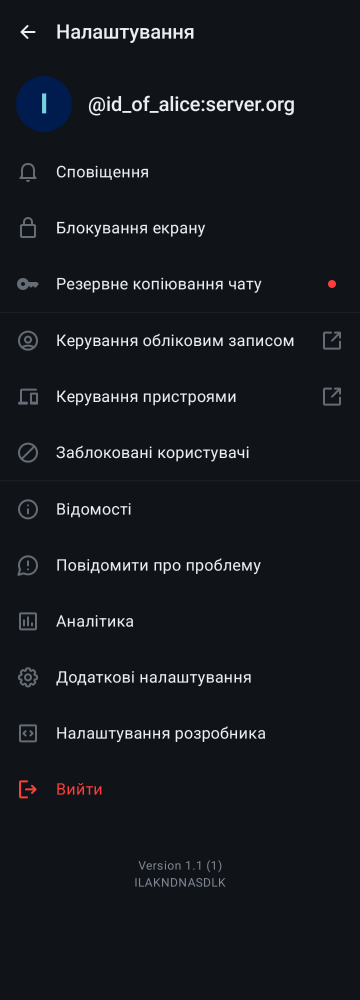 Налаштування
I
@id_of_alice:server.org
Сповіщення
Блокування екрану
Резервне копіювання чату
Керування обліковим записом
Керування пристроями
Заблоковані користувачі
Відомості
Повідомити про проблему
Аналітика
Додаткові налаштування
Налаштування розробника
Вийти
Version 1.1 (1)
ILAKNDNASDLK